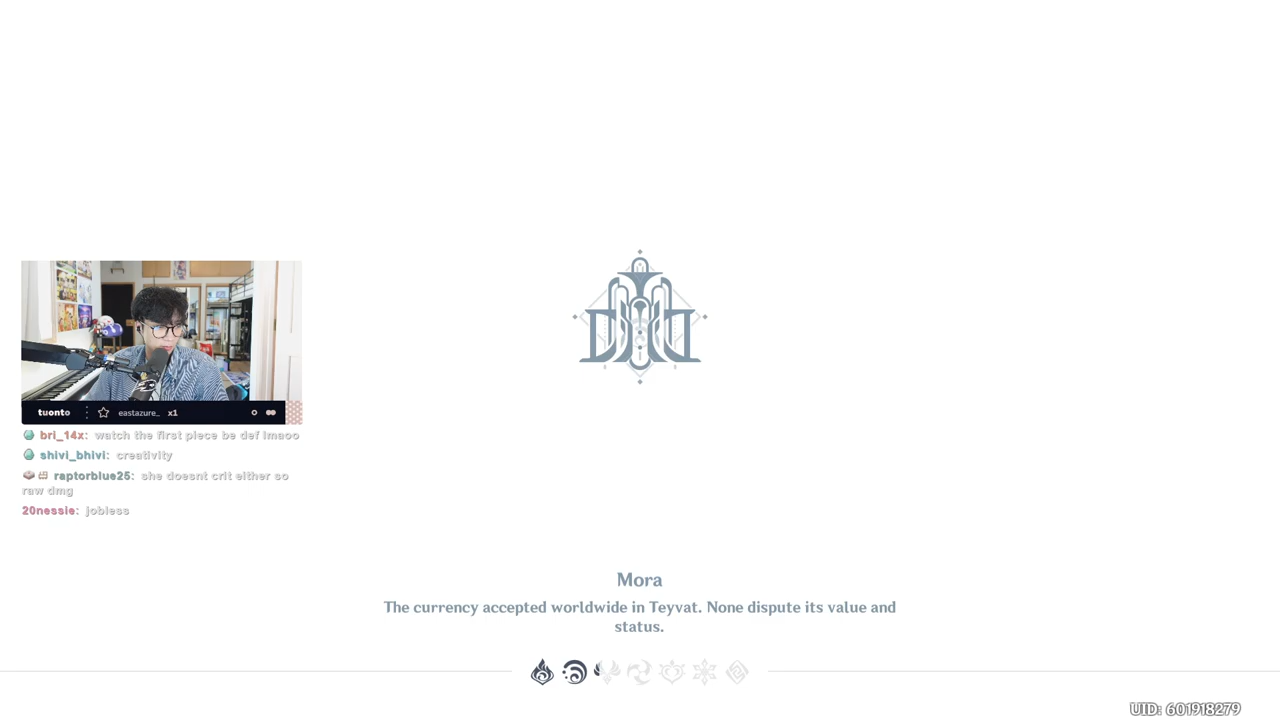 tuonto
eastazure_ x1
bri_14x: watch the first piece be def lmaoo
shivi_bhivi: creativity
raptorblue25: she doesnt crit either so
raw dmg
20nessie: jobless
Mora
The currency accepted worldwide in Teyvat. None dispute its value and
status.
UID: 601918279